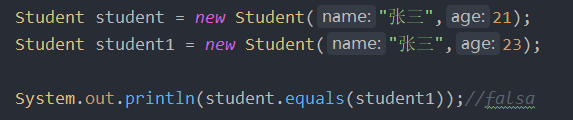 Student student = new Student( name: "张三", age: 21);
Student student1 = new Student( name: "张三", age: 23);
System.out.println(student.equals(student1));//falsa